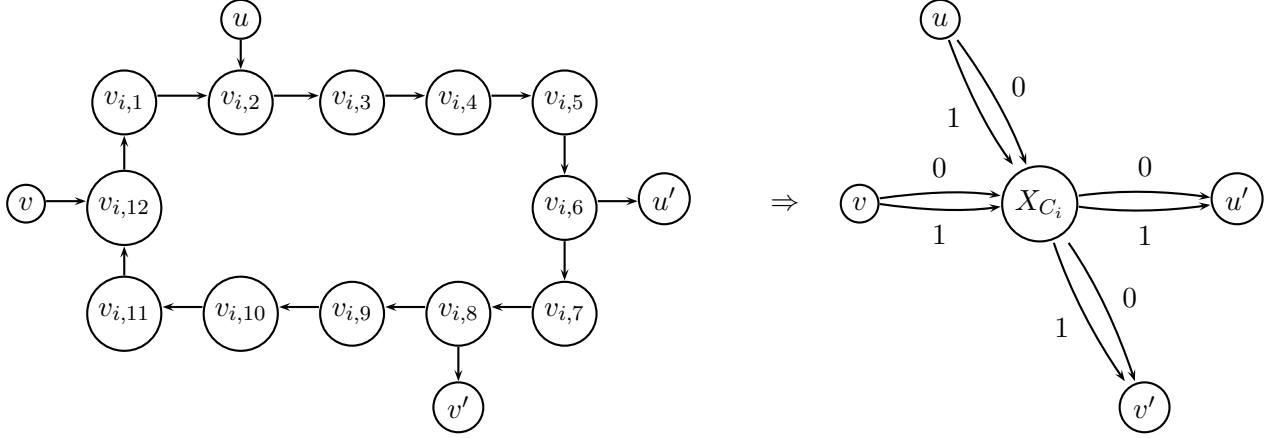 u
v_{i,1} v_{i,2} v_{i,3} v_{i,4} v_{i,5}
v v_{i,12} v_{i,6} u'
v_{i,11} v_{i,10} v_{i,9} v_{i,8} v_{i,7}
v'
⇒
u
0
1
v 0 1 X_{C_i} 0 1 u'
0
1
v'